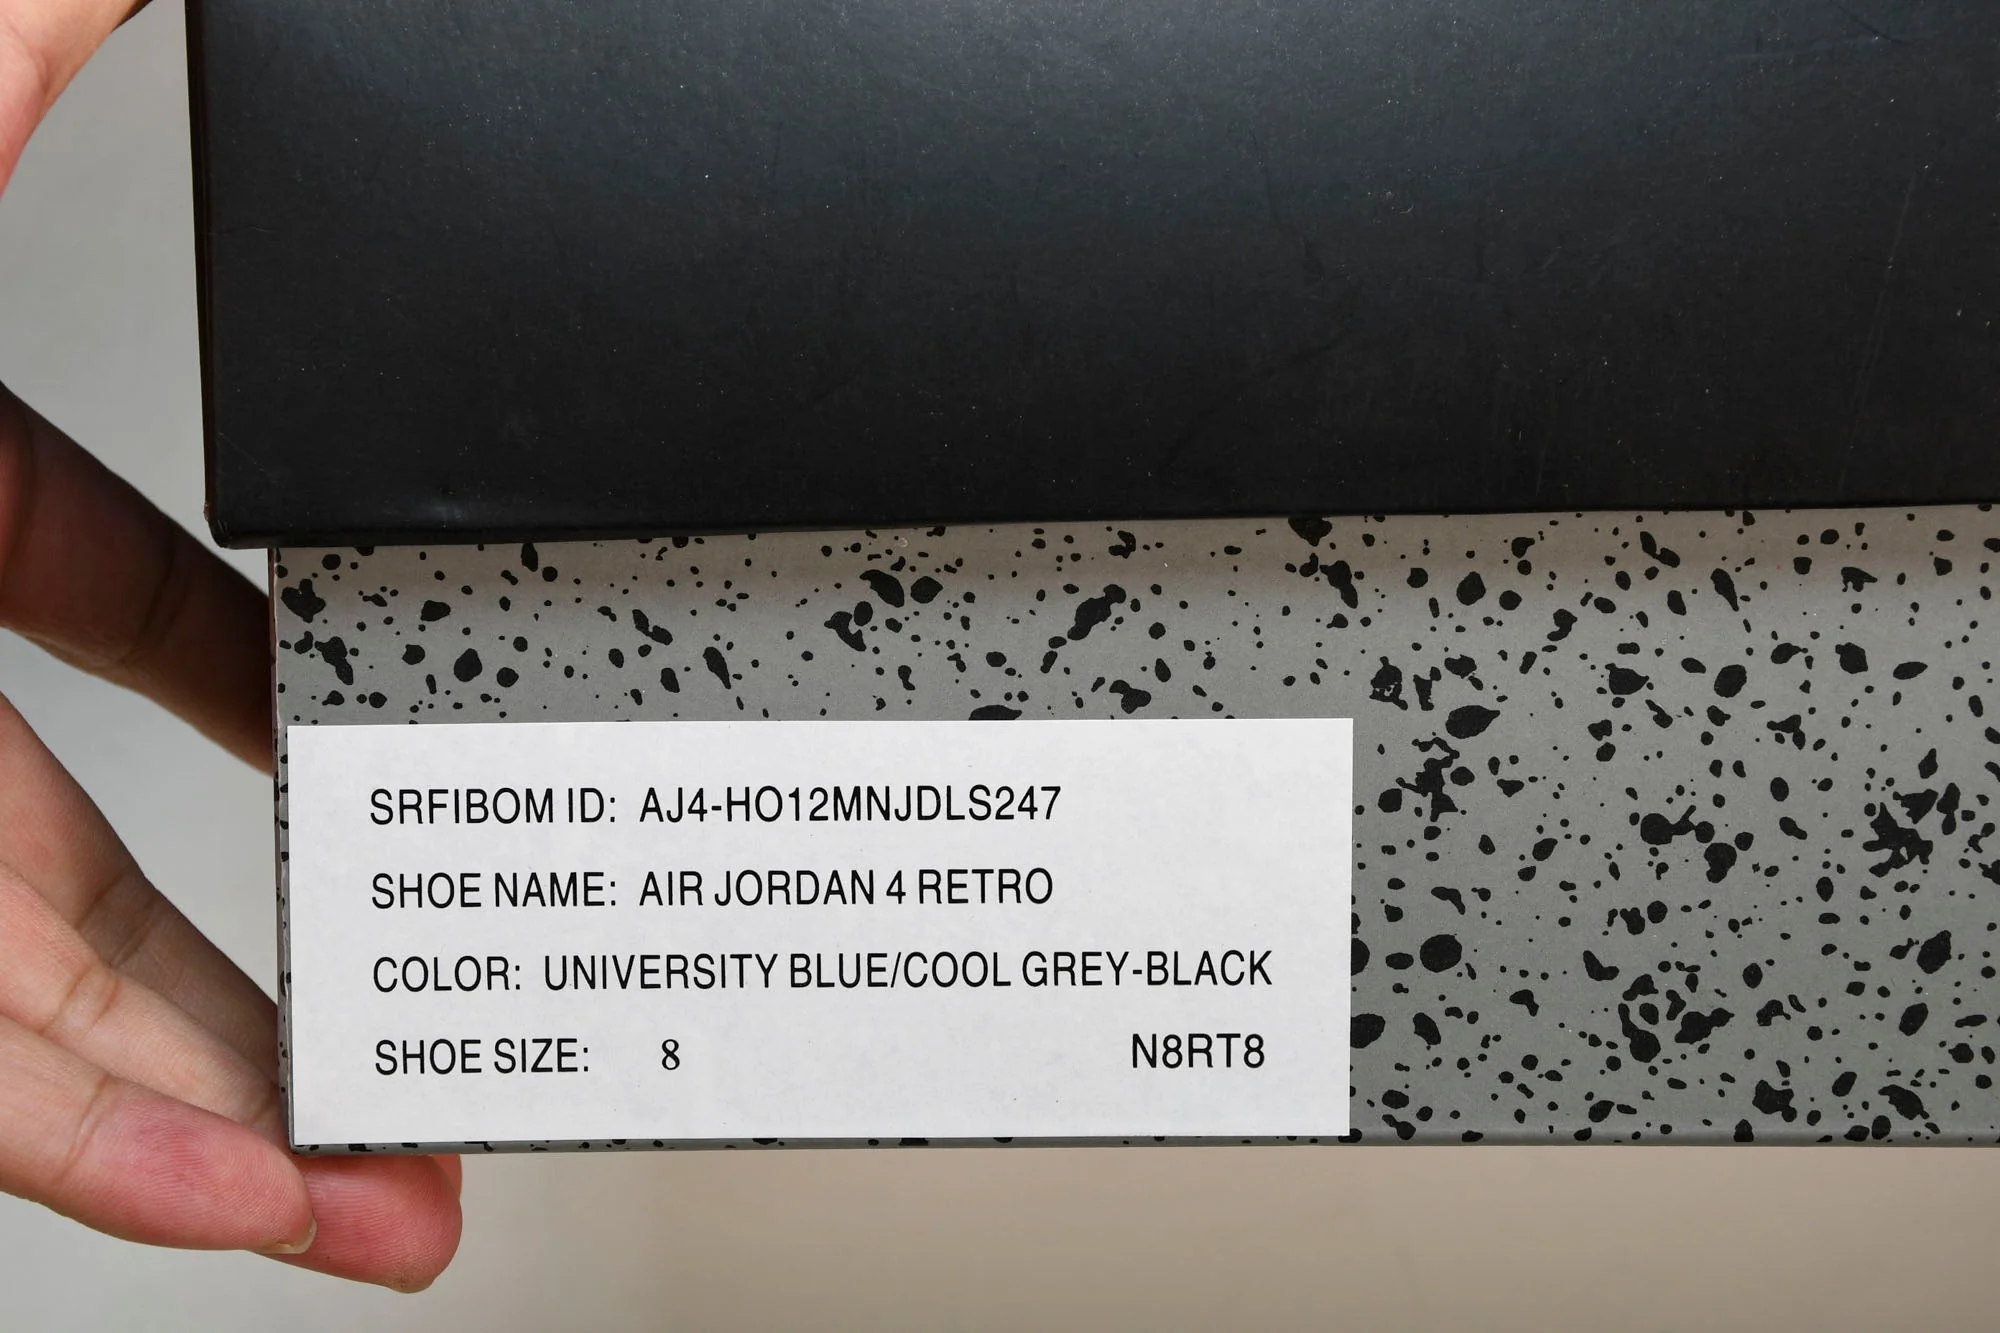 SRFIBOM ID: AJ4-HO12MNJDLS247
SHOE NAME: AIR JORDAN 4 RETRO
COLOR: UNIVERSITY BLUE/COOL GREY-BLACK
SHOE SIZE: 8 N8RT8